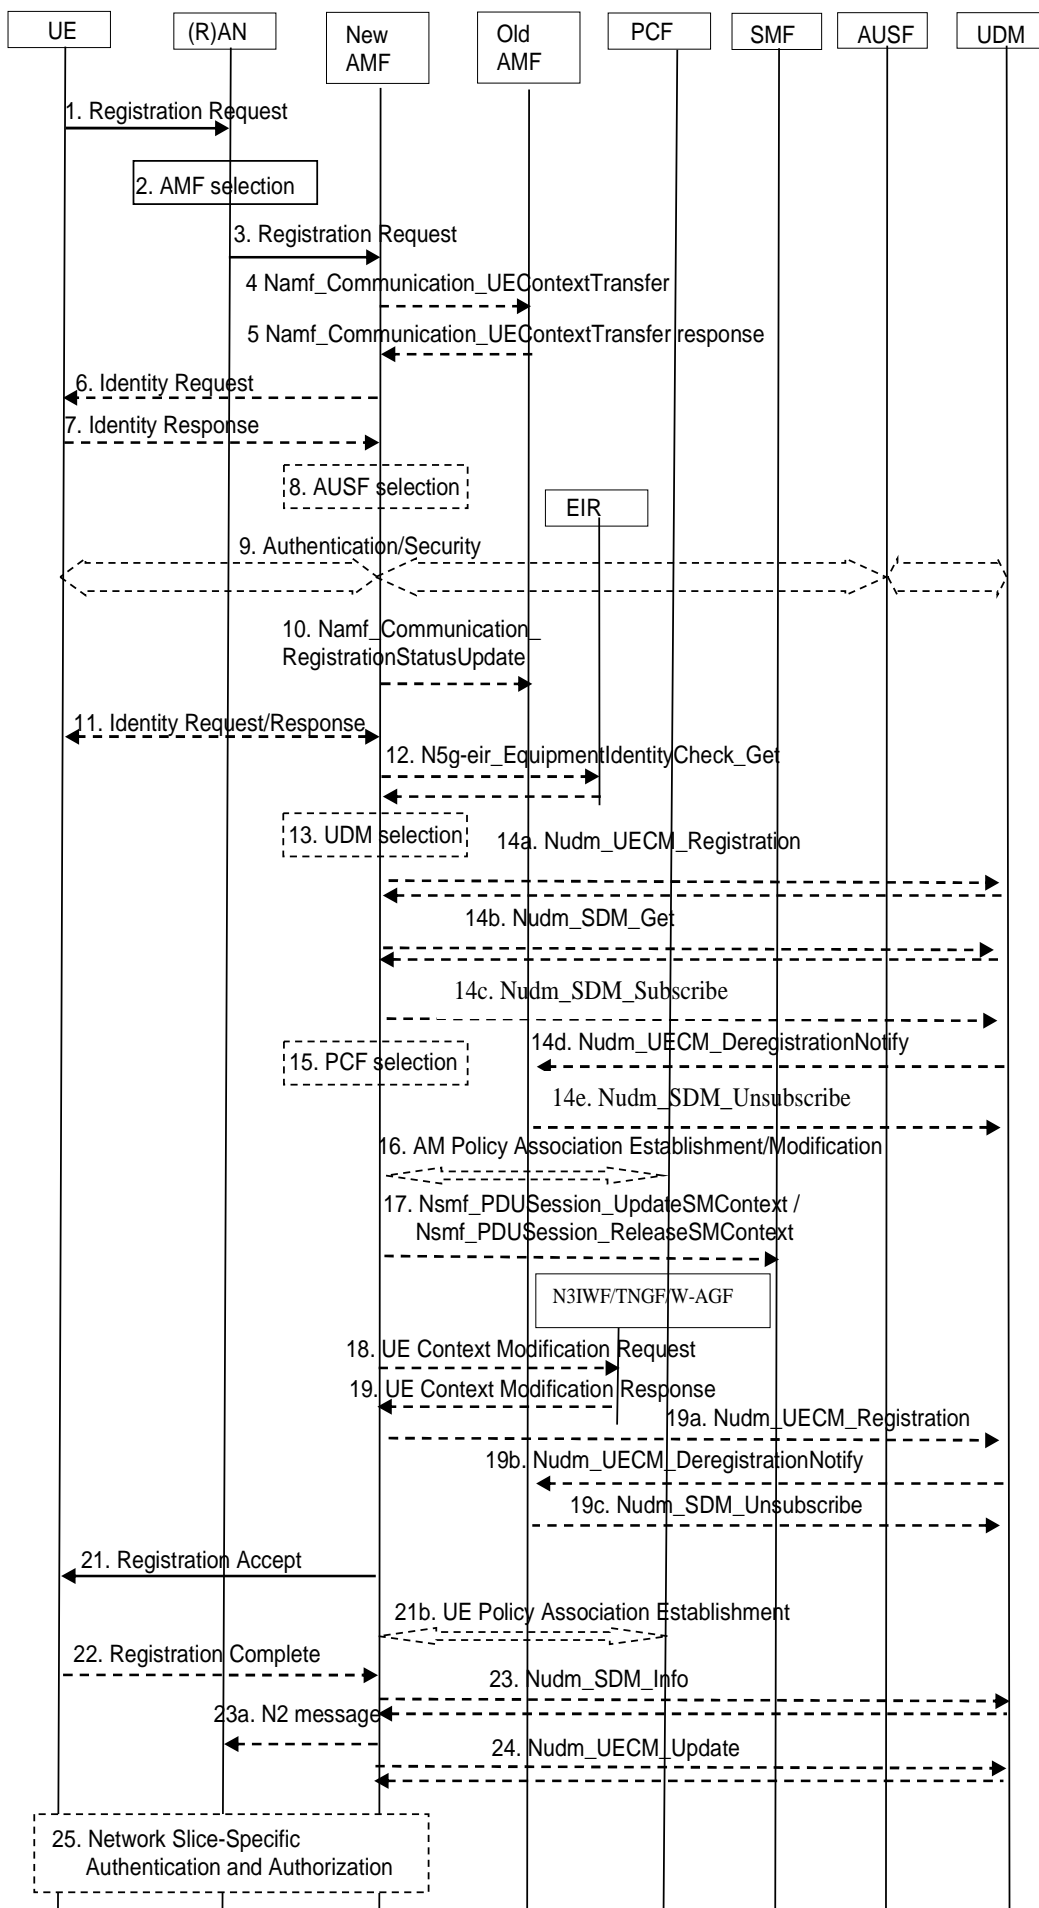 UE
(R)AN
New
AMF
Old
AMF
PCF
SMF
AUSF
UDM
1. Registration Request
2. AMF selection
3. Registration Request
4 Namf_Communication_UEContextTransfer
5 Namf_Communication_UEContextTransfer response
6. Identity Request
7. Identity Response
8. AUSF selection
EIR
9. Authentication/Security
10. Namf_Communication_
RegistrationStatusUpdate
11. Identity Request/Response
12. N5g-eir_EquipmentIdentityCheck_Get
13. UDM selection
14a. Nudm_UECM_Registration
14b. Nudm_SDM_Get
14c. Nudm_SDM_Subscribe
14d. Nudm_UECM_DeregistrationNotify
15. PCF selection
14e. Nudm_SDM_Unsubscribe
16. AM Policy Association Establishment/Modification
17. Nsmf_PDUSession_UpdateSMContext /
Nsmf_PDUSession_ReleaseSMContext
N3IWF/TNGF/W-AGF
18. UE Context Modification Request
19. UE Context Modification Response
19a. Nudm_UECM_Registration
19b. Nudm_UECM_DeregistrationNotify
19c. Nudm_SDM_Unsubscribe
21. Registration Accept
21b. UE Policy Association Establishment
22. Registration Complete
23. Nudm_SDM_Info
23a. N2 message
24. Nudm_UECM_Update
25. Network Slice-Specific
Authentication and Authorization